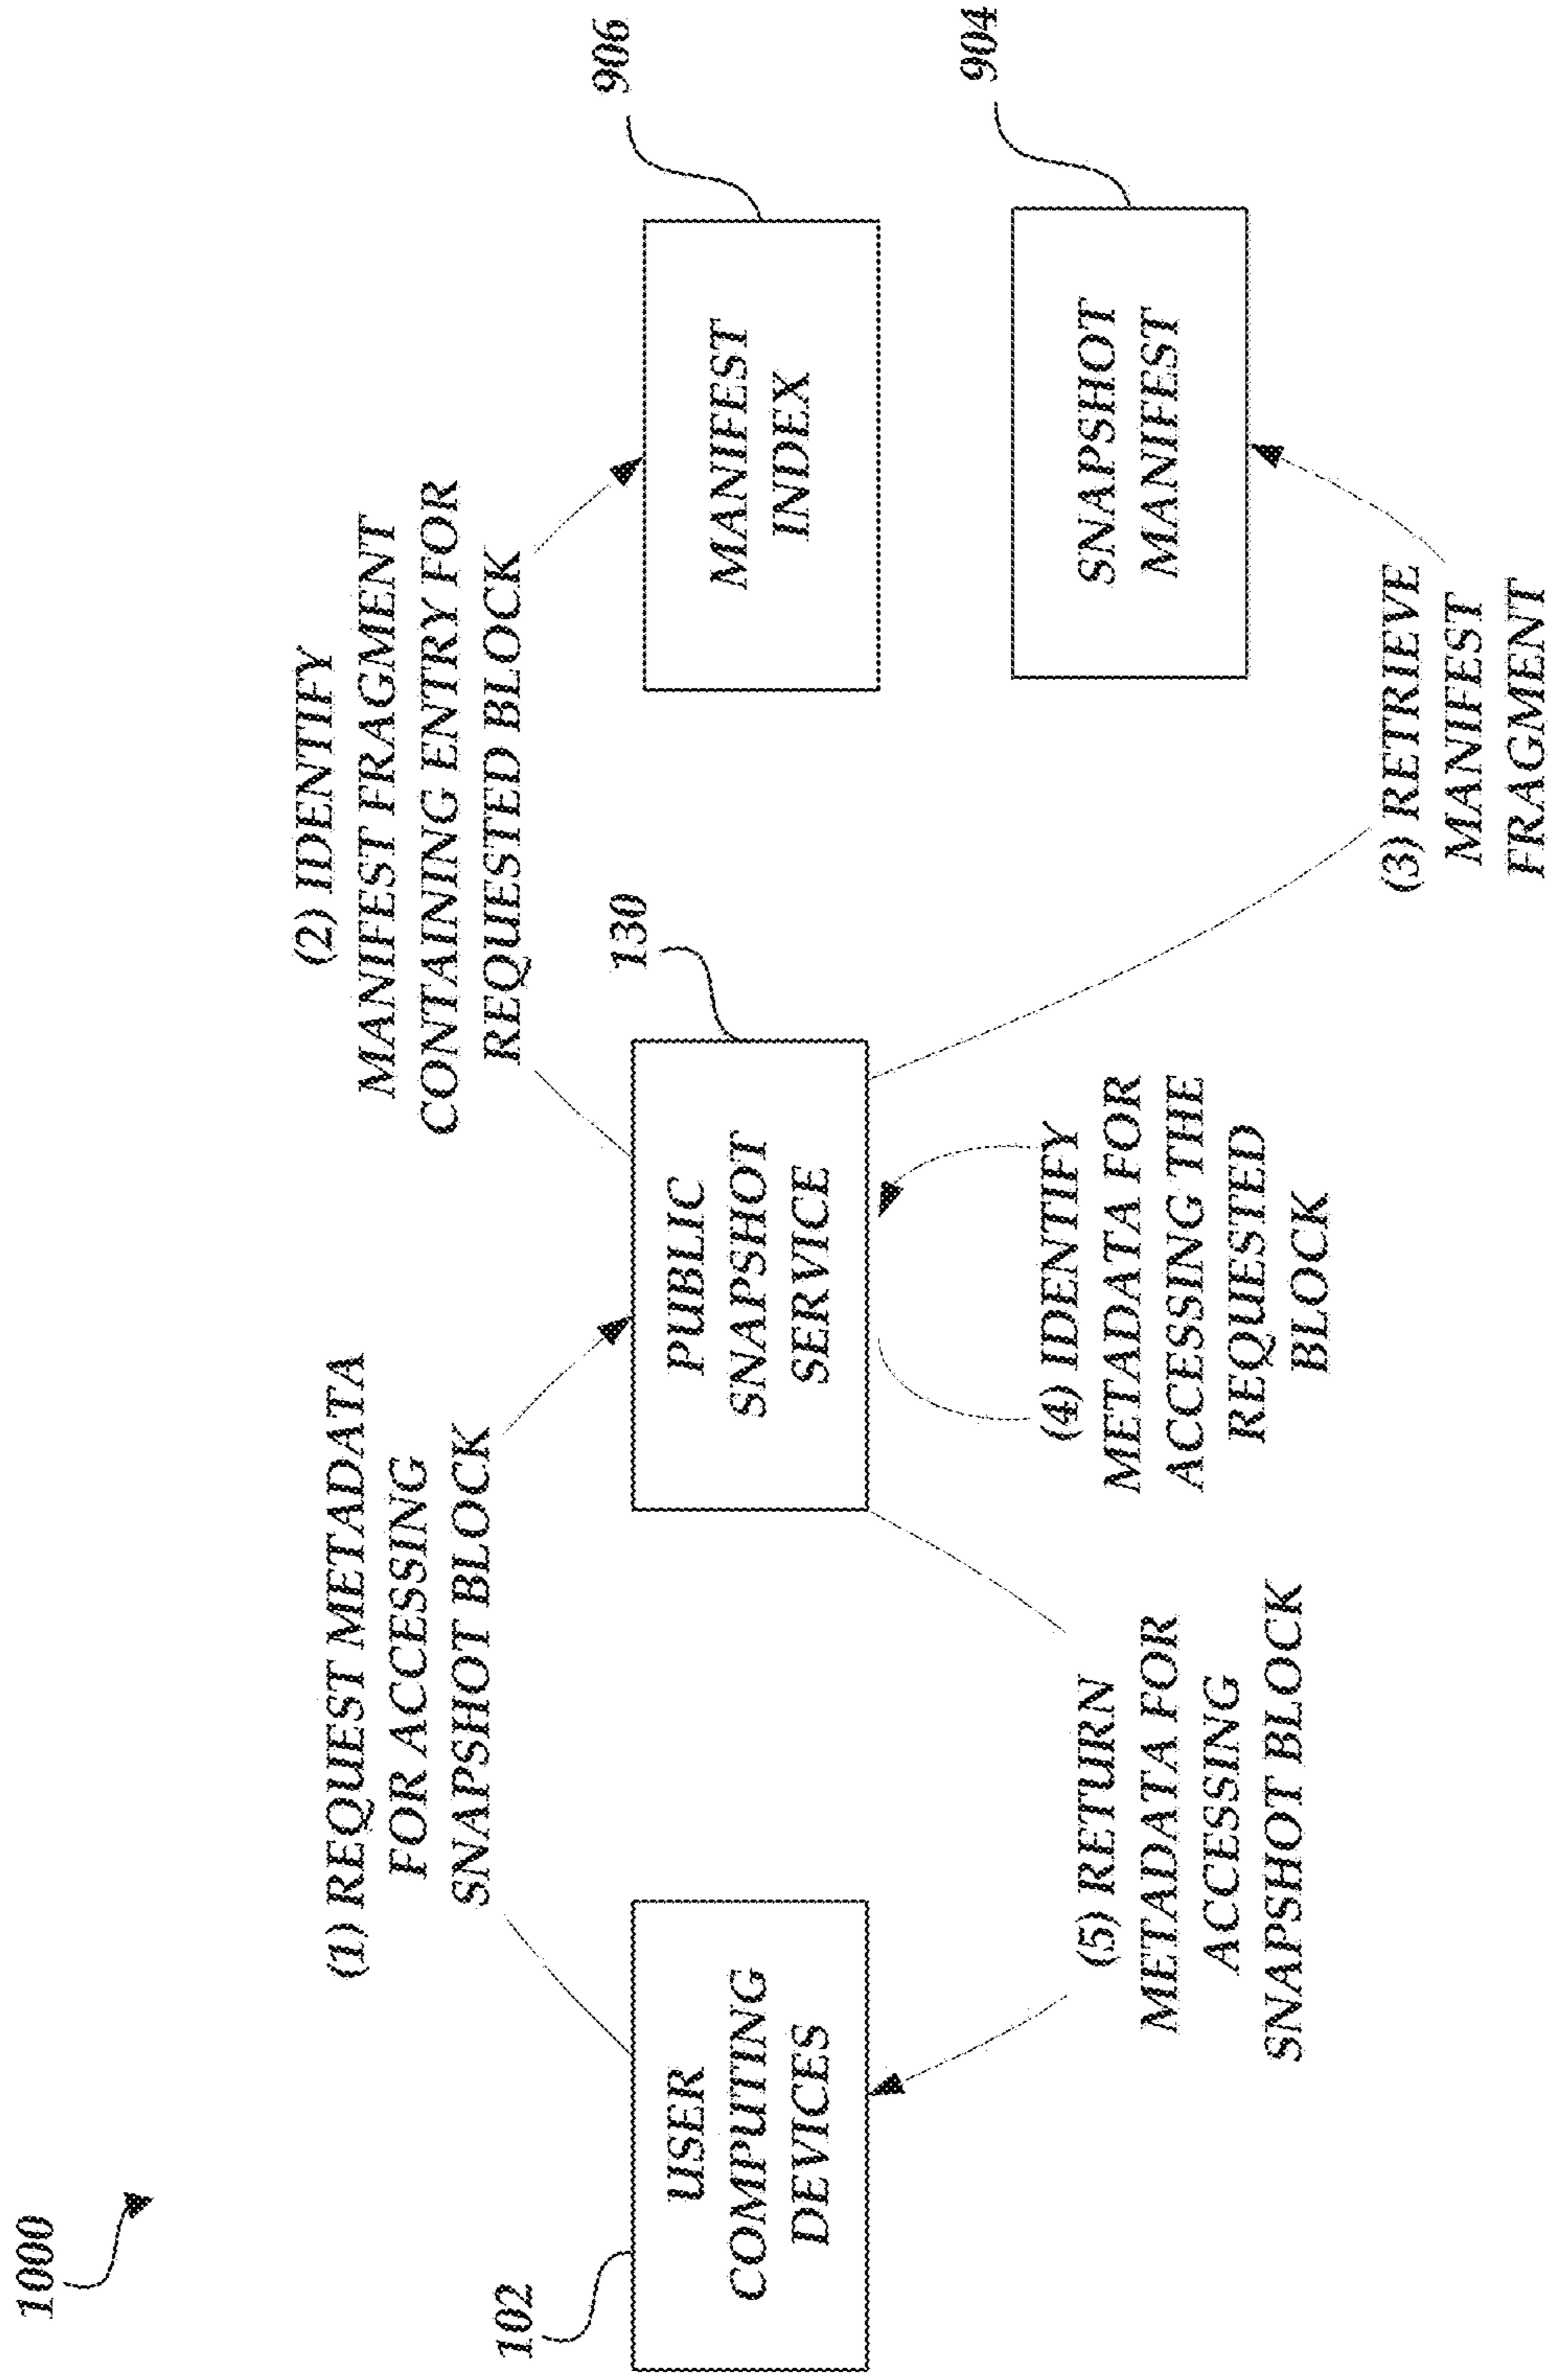 1000
(1) REQUEST METADATA
FOR ACCESSING
SNAPSHOT BLOCK
(2) IDENTIFY
MANIFEST FRAGMENT
CONTAINING ENTRY FOR
REQUESTED BLOCK
102
USER
COMPUTING
DEVICES
130
PUBLIC
SNAPSHOT
SERVICE
906
MANIFEST
INDEX
904
SNAPSHOT
MANIFEST
(5) RETURN
METADATA FOR
ACCESSING
SNAPSHOT BLOCK
(4) IDENTIFY
METADATA FOR
ACCESSING THE
REQUESTED
BLOCK
(3) RETRIEVE
MANIFEST
FRAGMENT